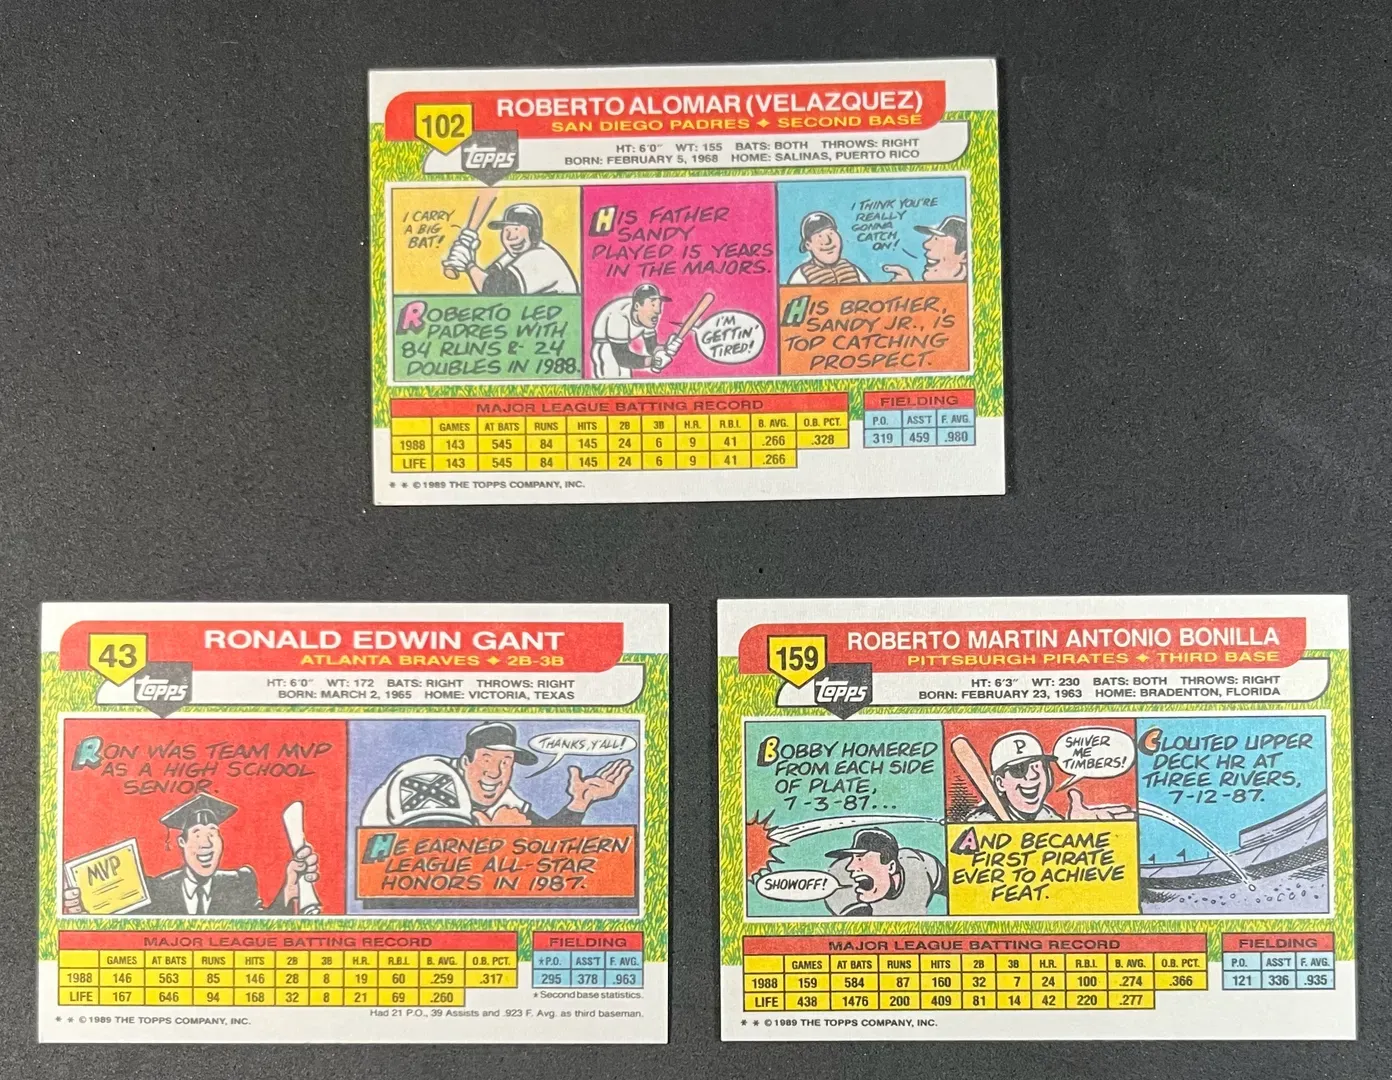 102
Topps
ROBERTO ALOMAR (VELAZQUEZ)
SAN DIEGO PADRES ✦ SECOND BASE
HT: 6'0" WT: 155 BATS: BOTH THROWS: RIGHT
BORN: FEBRUARY 5, 1968 HOME: SALINAS, PUERTO RICO
I CARRY
A BIG
BAT!
ROBERTO LED
PADRES WITH
84 RUNS & 24
DOUBLES IN 1988.
HIS FATHER
SANDY
PLAYED 15 YEARS
IN THE MAJORS.
I'M
GETTIN'
TIRED!
I THINK YOU'RE
REALLY
GONNA
CATCH
ON!
HIS BROTHER,
SANDY JR., IS
TOP CATCHING
PROSPECT.
MAJOR LEAGUE BATTING RECORD
GAMES AT BATS RUNS HITS 2B 3B H.R. R.B.I. B. AVG. O.B. PCT.
1988 143 545 84 145 24 6 9 41 .266 .328
LIFE 143 545 84 145 24 6 9 41 .266
FIELDING
P.O. ASS'T F. AVG.
319 459 .980
* * © 1989 THE TOPPS COMPANY, INC.
43
Topps
RONALD EDWIN GANT
ATLANTA BRAVES ✦ 2B-3B
HT: 6'0" WT: 172 BATS: RIGHT THROWS: RIGHT
BORN: MARCH 2, 1965 HOME: VICTORIA, TEXAS
RON WAS TEAM MVP
AS A HIGH SCHOOL
SENIOR.
MVP
THANKS, Y'ALL!
HE EARNED SOUTHERN
LEAGUE ALL-STAR
HONORS IN 1987.
MAJOR LEAGUE BATTING RECORD
GAMES AT BATS RUNS HITS 2B 3B H.R. R.B.I. B. AVG. O.B. PCT.
1988 146 563 85 146 28 8 19 60 .259 .317
LIFE 167 646 94 168 32 8 21 69 .260
FIELDING
*P.O. ASS'T F. AVG.
295 378 .963
* Second base statistics.
Had 21 P.O., 39 Assists and .923 F. Avg. as third baseman.
* * © 1989 THE TOPPS COMPANY, INC.
159
Topps
ROBERTO MARTIN ANTONIO BONILLA
PITTSBURGH PIRATES ✦ THIRD BASE
HT: 6'3" WT: 230 BATS: BOTH THROWS: RIGHT
BORN: FEBRUARY 23, 1963 HOME: BRADENTON, FLORIDA
BOBBY HOMERED
FROM EACH SIDE
OF PLATE,
7-3-87...
SHOWOFF!
P
SHIVER
ME
TIMBERS!
AND BECAME
FIRST PIRATE
EVER TO ACHIEVE
FEAT.
CLOUTED UPPER
DECK HR AT
THREE RIVERS,
7-12-87.
MAJOR LEAGUE BATTING RECORD
GAMES AT BATS RUNS HITS 2B 3B H.R. R.B.I. B. AVG. O.B. PCT.
1988 159 584 87 160 32 7 24 100 .274 .366
LIFE 438 1476 200 409 81 14 42 220 .277
FIELDING
P.O. ASS'T F. AVG.
121 336 .935
* * © 1989 THE TOPPS COMPANY, INC.